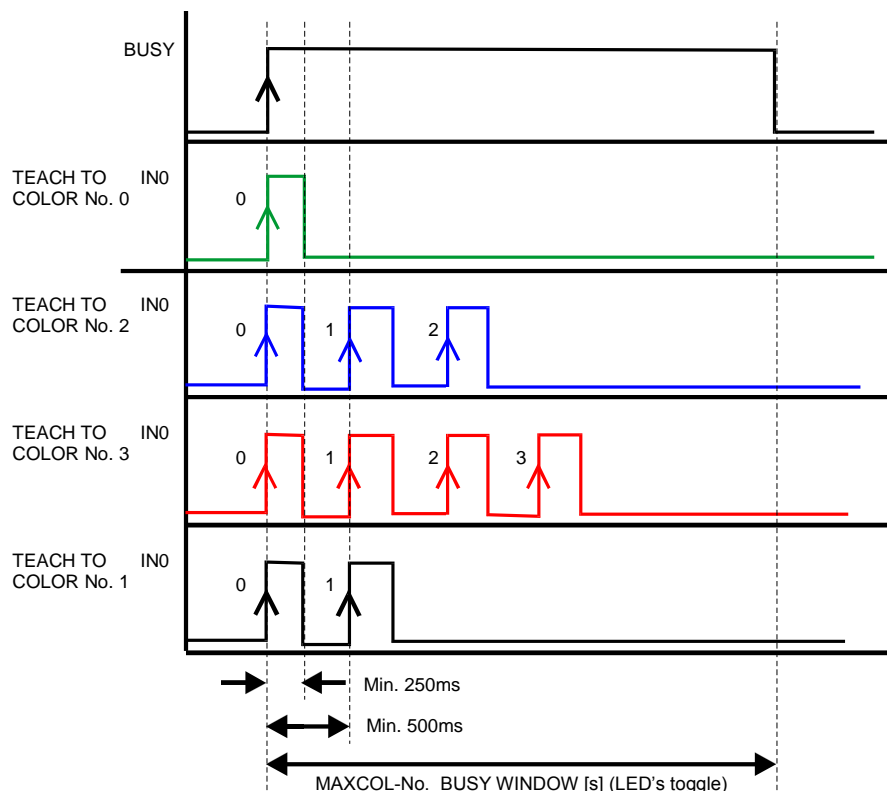 BUSY
TEACH TO IN0
COLOR No. 0
0
TEACH TO IN0
COLOR No. 2
0 1 2
TEACH TO IN0
COLOR No. 3
0 1 2 3
TEACH TO IN0
COLOR No. 1
0 1
Min. 250ms
Min. 500ms
MAXCOL-No. BUSY WINDOW [s] (LED's toggle)